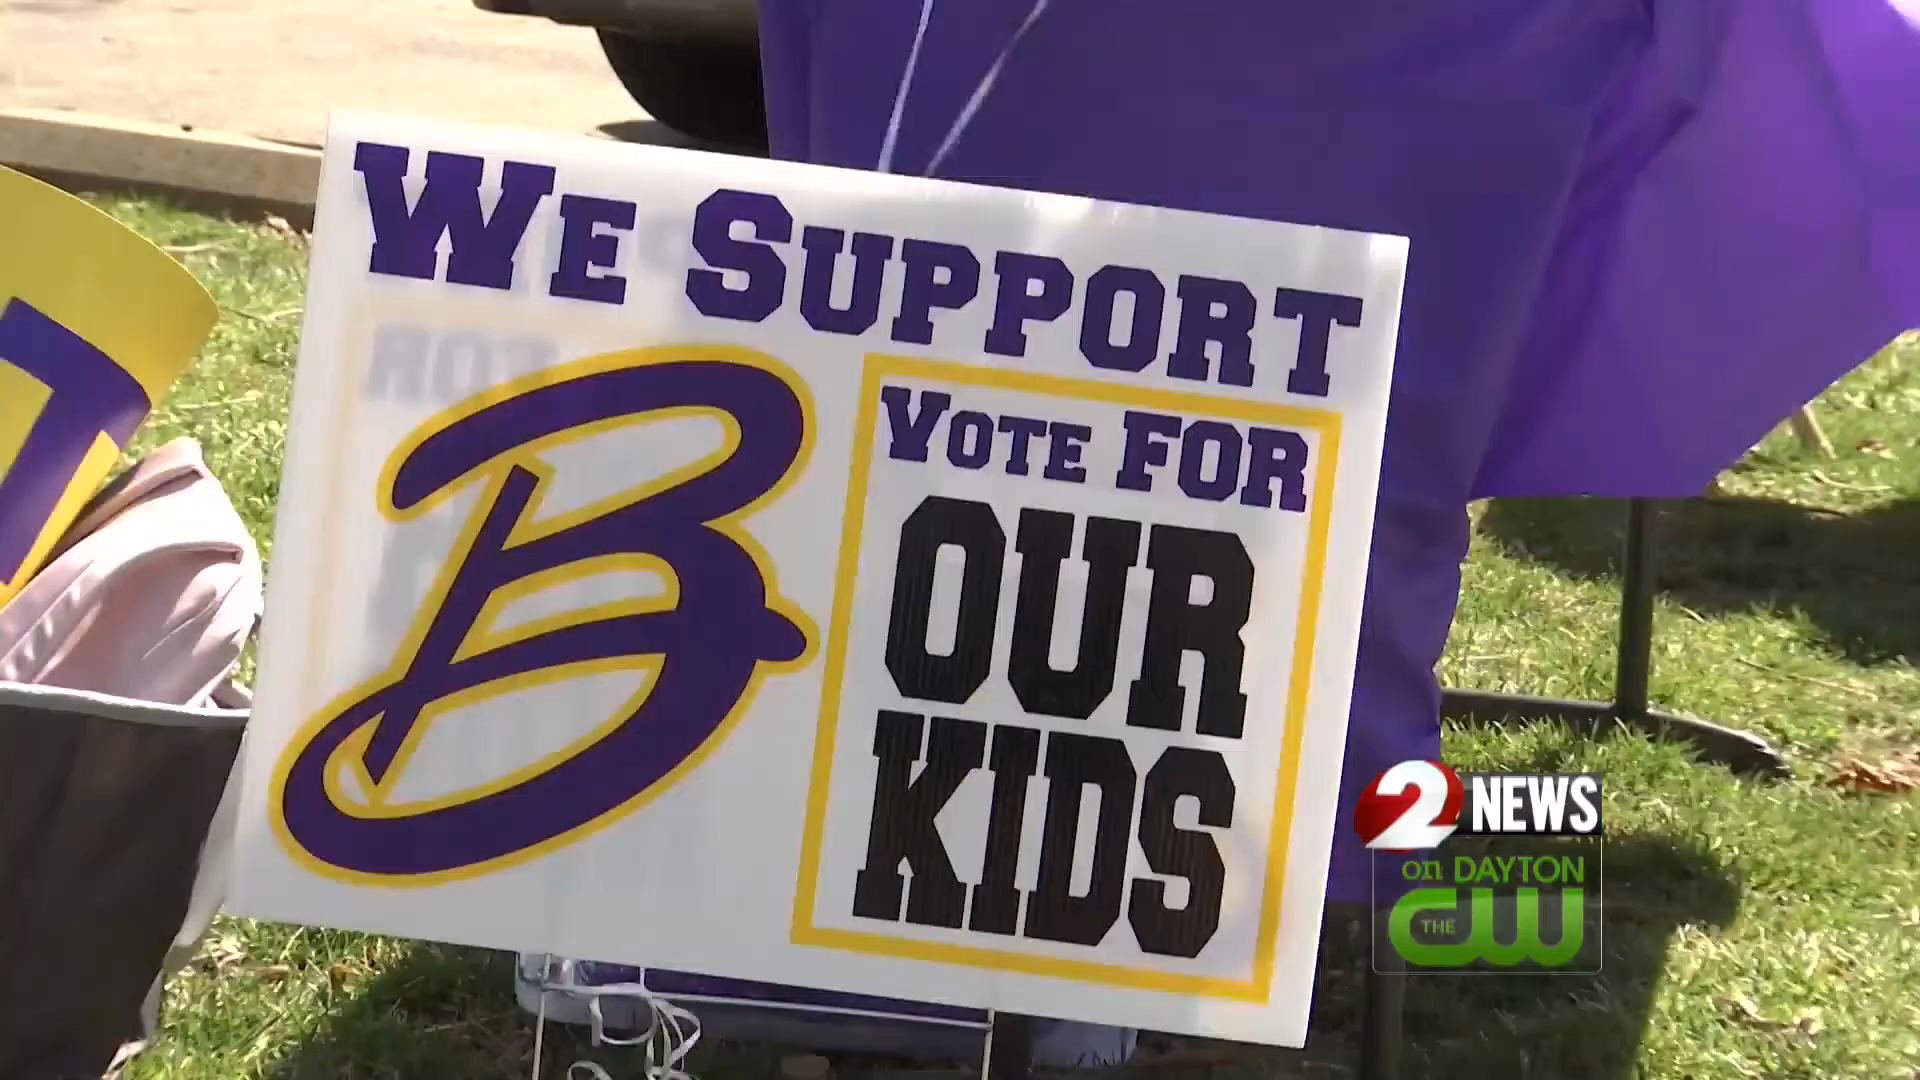 WE SUPPORT
B
VOTE FOR
OUR
KIDS
2 NEWS
on DAYTON
THE CW